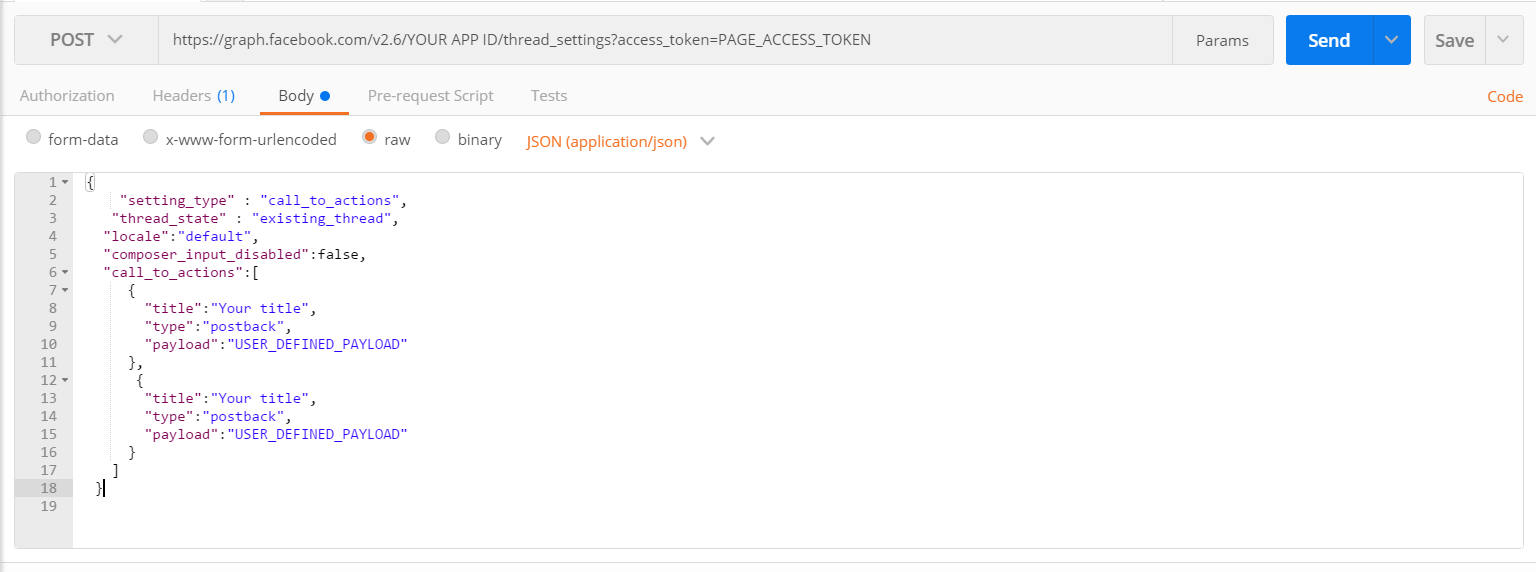 POST https://graph.facebook.com/v2.6/YOUR APP ID/thread_settings?access_token=PAGE_ACCESS_TOKEN Params Send Save
Authorization Headers (1) Body Pre-request Script Tests Code
form-data x-www-form-urlencoded raw binary JSON (application/json)
1 {
2 "setting_type" : "call_to_actions",
3 "thread_state" : "existing_thread",
4 "locale":"default",
5 "composer_input_disabled":false,
6 "call_to_actions":[
7 {
8 "title":"Your title",
9 "type":"postback",
10 "payload":"USER_DEFINED_PAYLOAD"
11 },
12 {
13 "title":"Your title",
14 "type":"postback",
15 "payload":"USER_DEFINED_PAYLOAD"
16 }
17 ]
18 }
19